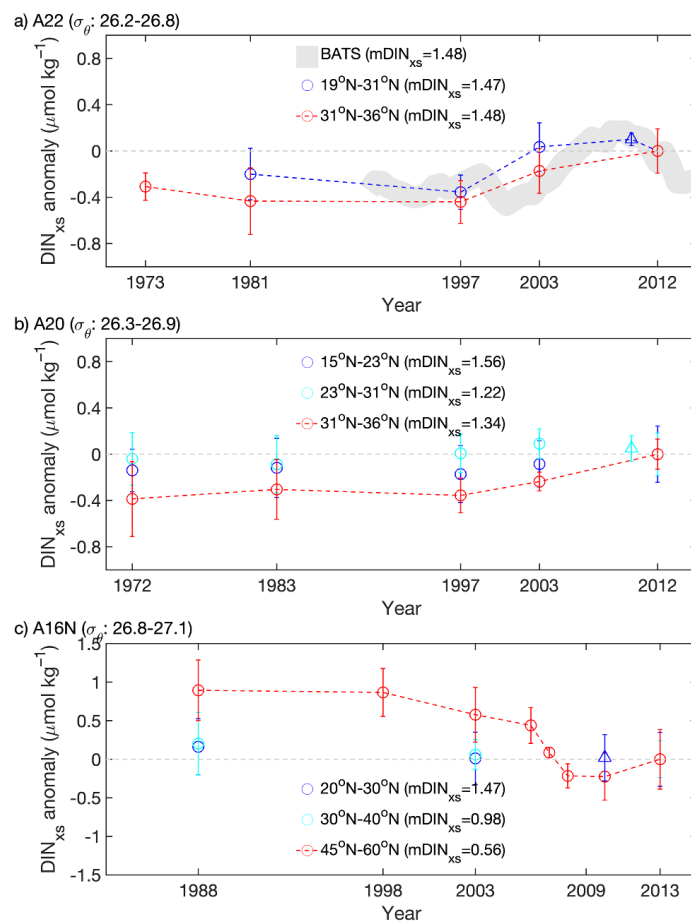 a) A22 (σθ: 26.2-26.8)
BATS (mDINxs=1.48)
19°N-31°N (mDINxs=1.47)
31°N-36°N (mDINxs=1.48)
DINxs anomaly (μmol kg⁻¹)
0.8
0.4
0
-0.4
-0.8
1973 1981 1997 2003 2012
Year
b) A20 (σθ: 26.3-26.9)
15°N-23°N (mDINxs=1.56)
23°N-31°N (mDINxs=1.22)
31°N-36°N (mDINxs=1.34)
DINxs anomaly (μmol kg⁻¹)
0.8
0.4
0
-0.4
-0.8
1972 1983 1997 2003 2012
Year
c) A16N (σθ: 26.8-27.1)
DINxs anomaly (μmol kg⁻¹)
1.5
1
0.5
0
-0.5
-1
-1.5
20°N-30°N (mDINxs=1.47)
30°N-40°N (mDINxs=0.98)
45°N-60°N (mDINxs=0.56)
1988 1998 2003 2009 2013
Year